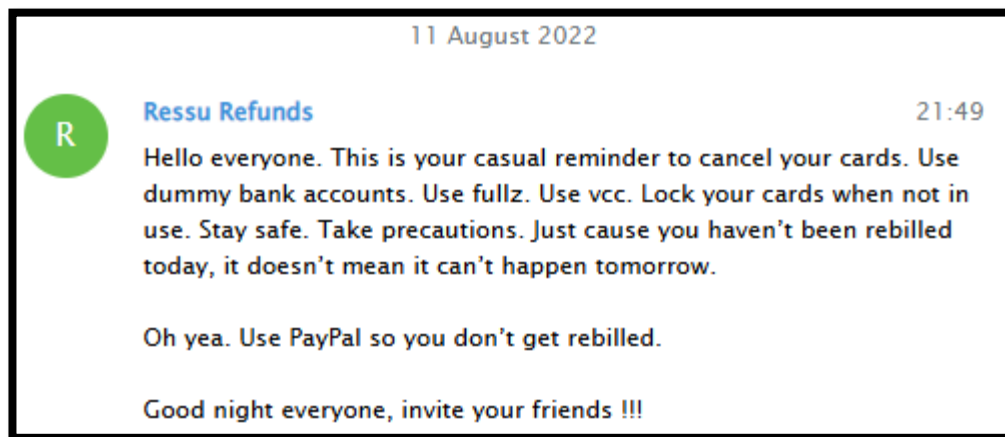 11 August 2022
R
Ressu Refunds
21:49
Hello everyone. This is your casual reminder to cancel your cards. Use
dummy bank accounts. Use fullz. Use vcc. Lock your cards when not in
use. Stay safe. Take precautions. Just cause you haven’t been rebilled
today, it doesn’t mean it can’t happen tomorrow.
Oh yea. Use PayPal so you don’t get rebilled.
Good night everyone, invite your friends !!!